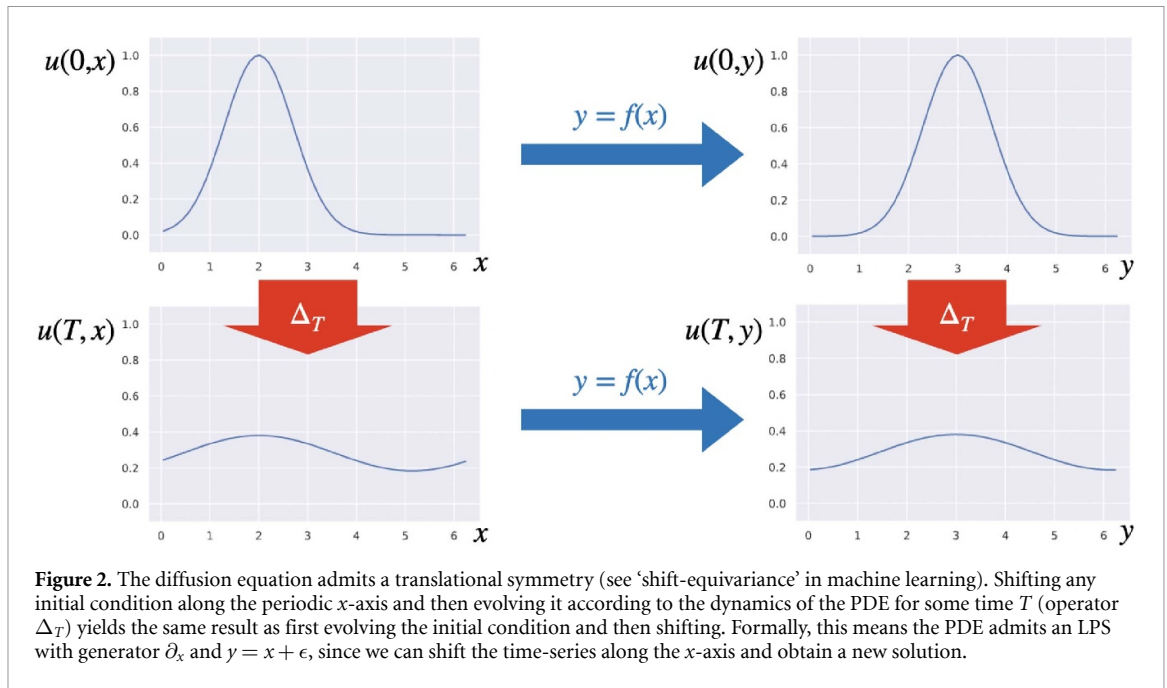 u(0,x)
1.0
0.8
0.6
0.4
0.2
0.0
0 1 2 3 4 5 6
x
y = f(x)
u(0,y)
1.0
0.8
0.6
0.4
0.2
0.0
0 1 2 3 4 5 6
y
Δ_T
Δ_T
u(T, x)
1.0
0.8
0.6
0.4
0.2
0.0
0 1 2 3 4 5 6
x
y = f(x)
u(T, y)
1.0
0.8
0.6
0.4
0.2
0.0
0 1 2 3 4 5 6
y
Figure 2. The diffusion equation admits a translational symmetry (see ‘shift-equivariance’ in machine learning). Shifting any
initial condition along the periodic x-axis and then evolving it according to the dynamics of the PDE for some time T (operator
Δ_T) yields the same result as first evolving the initial condition and then shifting. Formally, this means the PDE admits an LPS
with generator ∂_x and y = x + ϵ, since we can shift the time-series along the x-axis and obtain a new solution.